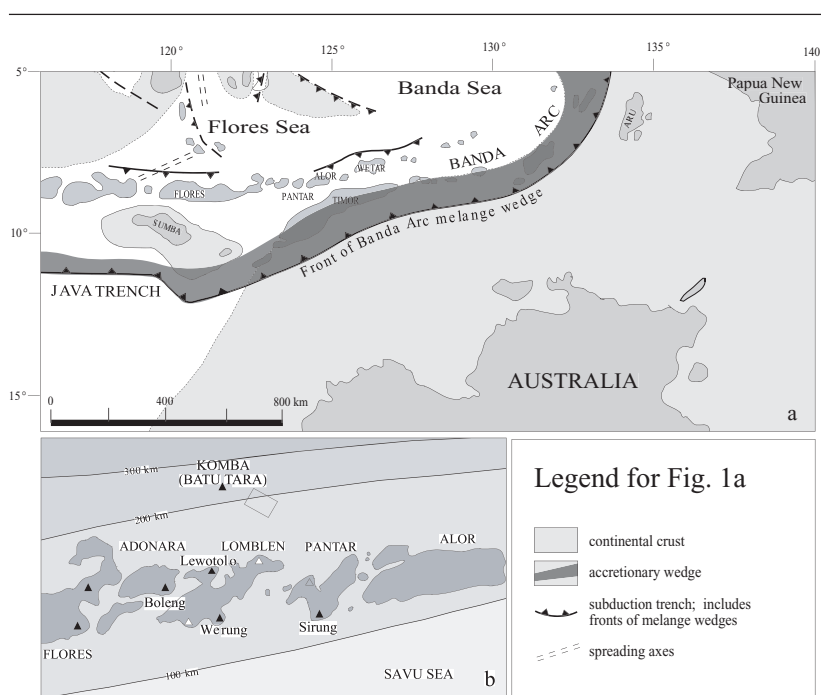 120°
125°
130°
135°
140
5°
5°
Banda Sea
Papua New
Guinea
Flores Sea
ARC
ARU
BANDA
WETAR
ALOR
FLORES
PANTAR
TIMOR
SUMBA
10°
Front of Banda Arc melange wedge
JAVA TRENCH
AUSTRALIA
15°
0
400
800 km
a
300 km
KOMBA
(BATU TARA)
200 km
ADONARA
LOMBLEN
PANTAR
ALOR
Lewotolo
Boleng
Werung
Sirung
FLORES
100 km
SAVU SEA
b
Legend for Fig. 1a
continental crust
accretionary wedge
subduction trench; includes
fronts of melange wedges
spreading axes